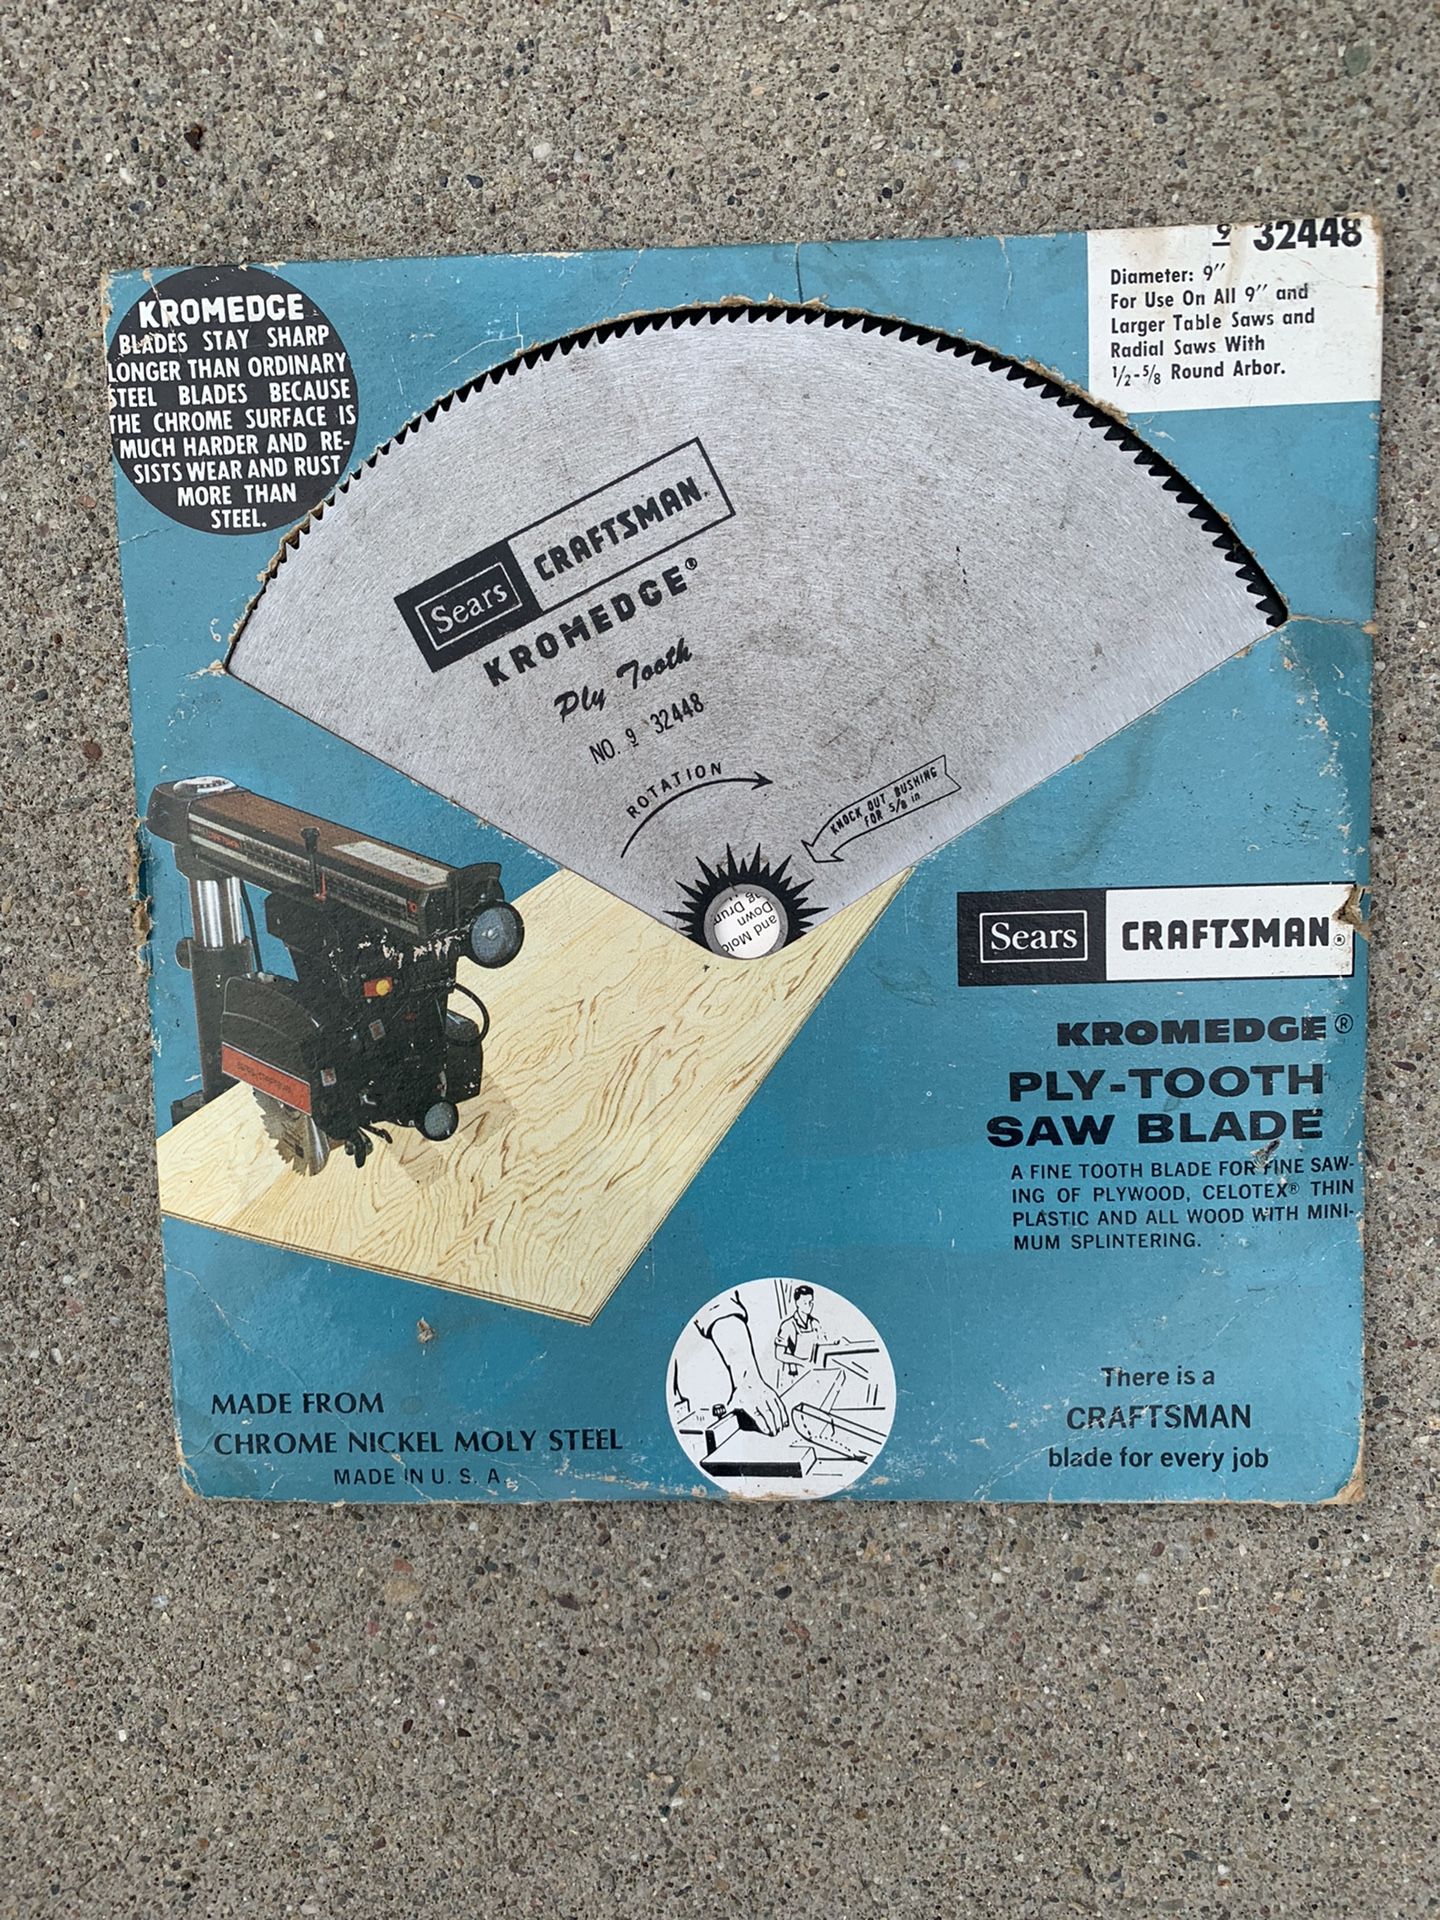 9 32448
Diameter: 9″
For Use On All 9″ and
Larger Table Saws and
Radial Saws With
1/2-5/8 Round Arbor.
KROMEDGE
BLADES STAY SHARP
LONGER THAN ORDINARY
STEEL BLADES BECAUSE
THE CHROME SURFACE IS
MUCH HARDER AND RE-
SISTS WEAR AND RUST
MORE THAN
STEEL.
Sears CRAFTSMAN®
KROMEDGE®
Ply Tooth
NO. 9 32448
ROTATION
KNOCK OUT BUSHING
FOR 5/8 in
and Mold
Down
Drum
Sears CRAFTSMAN®
KROMEDGE®
PLY-TOOTH
SAW BLADE
A FINE TOOTH BLADE FOR FINE SAW-
ING OF PLYWOOD, CELOTEX® THIN
PLASTIC AND ALL WOOD WITH MINI-
MUM SPLINTERING.
MADE FROM
CHROME NICKEL MOLY STEEL
MADE IN U. S. A.
There is a
CRAFTSMAN
blade for every job